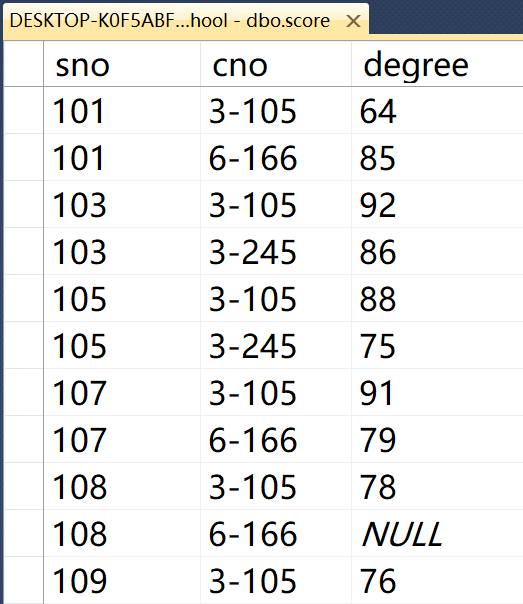 DESKTOP-K0F5ABF...hool - dbo.score
sno cno degree
101 3-105 64
101 6-166 85
103 3-105 92
103 3-245 86
105 3-105 88
105 3-245 75
107 3-105 91
107 6-166 79
108 3-105 78
108 6-166 NULL
109 3-105 76